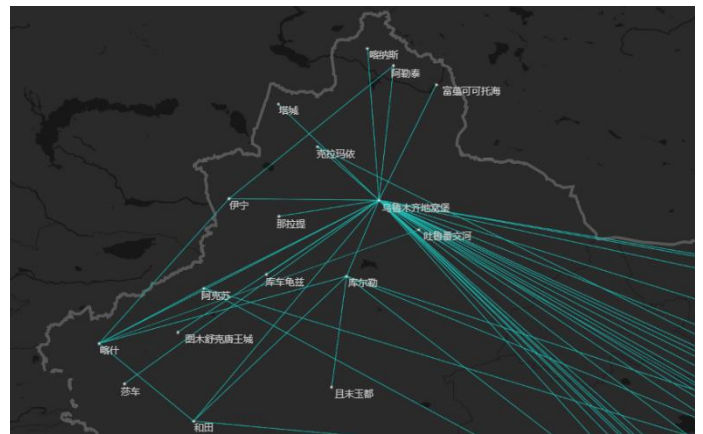 喀纳斯
阿勒泰
富蕴可可托海
塔城
克拉玛依
伊宁
乌鲁木齐地窝堡
那拉提
吐鲁番交河
库车龟兹
库尔勒
阿克苏
图木舒克唐王城
喀什
莎车
且末玉都
和田